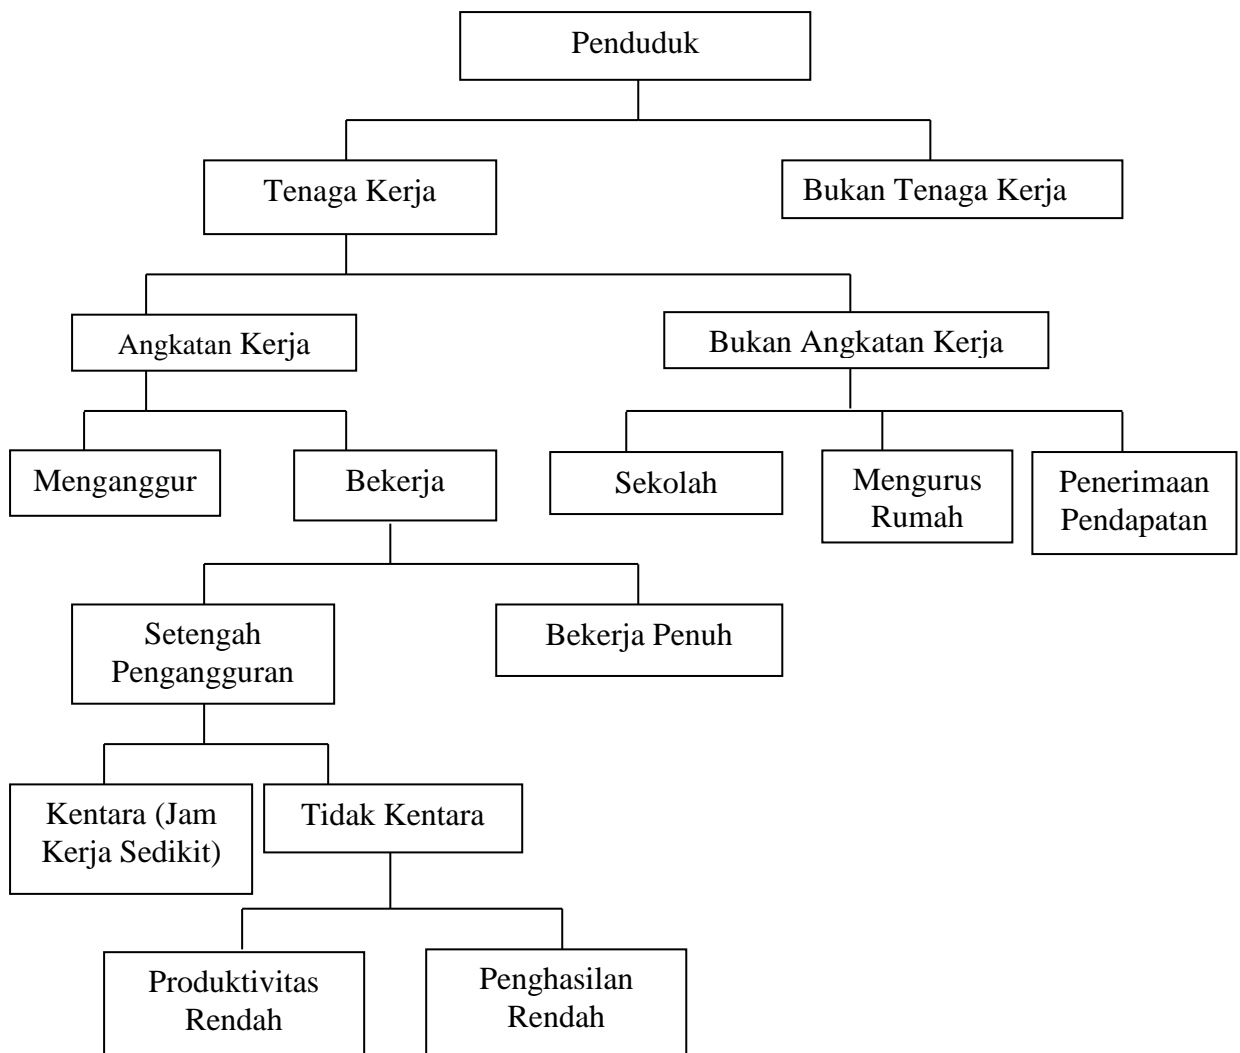 Penduduk
Tenaga Kerja
Bukan Tenaga Kerja
Angkatan Kerja
Bukan Angkatan Kerja
Menganggur
Bekerja
Sekolah
Mengurus
Rumah
Penerimaan
Pendapatan
Setengah
Pengangguran
Bekerja Penuh
Kentara (Jam
Kerja Sedikit)
Tidak Kentara
Produktivitas
Rendah
Penghasilan
Rendah